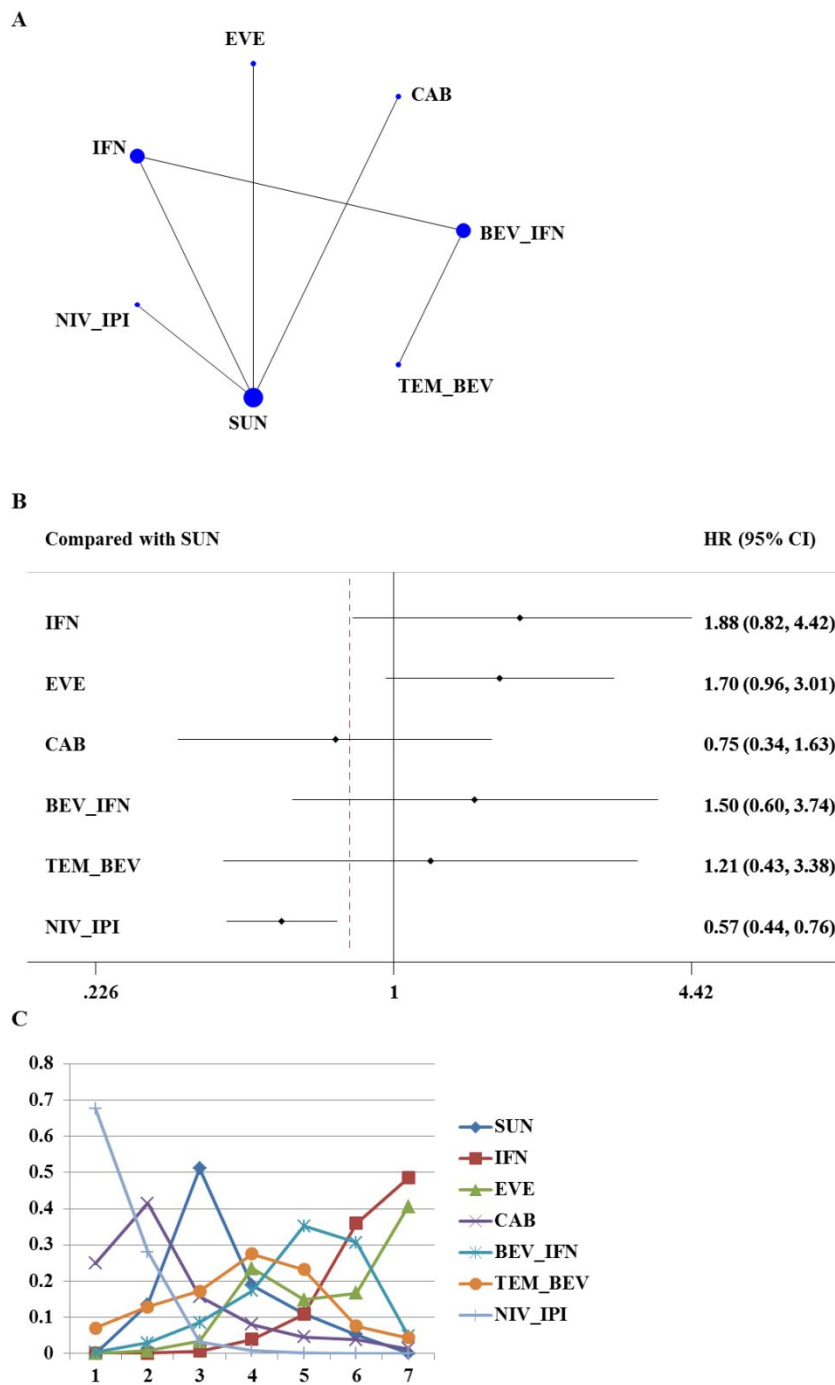 A
EVE
CAB
IFN
BEV_IFN
NIV_IPI
TEM_BEV
SUN
B
Compared with SUN HR (95% CI)
IFN 1.88 (0.82, 4.42)
EVE 1.70 (0.96, 3.01)
CAB 0.75 (0.34, 1.63)
BEV_IFN 1.50 (0.60, 3.74)
TEM_BEV 1.21 (0.43, 3.38)
NIV_IPI 0.57 (0.44, 0.76)
.226 1 4.42
C
0.8
0.7
0.6
0.5
0.4
0.3
0.2
0.1
0
1 2 3 4 5 6 7
SUN
IFN
EVE
CAB
BEV_IFN
TEM_BEV
NIV_IPI